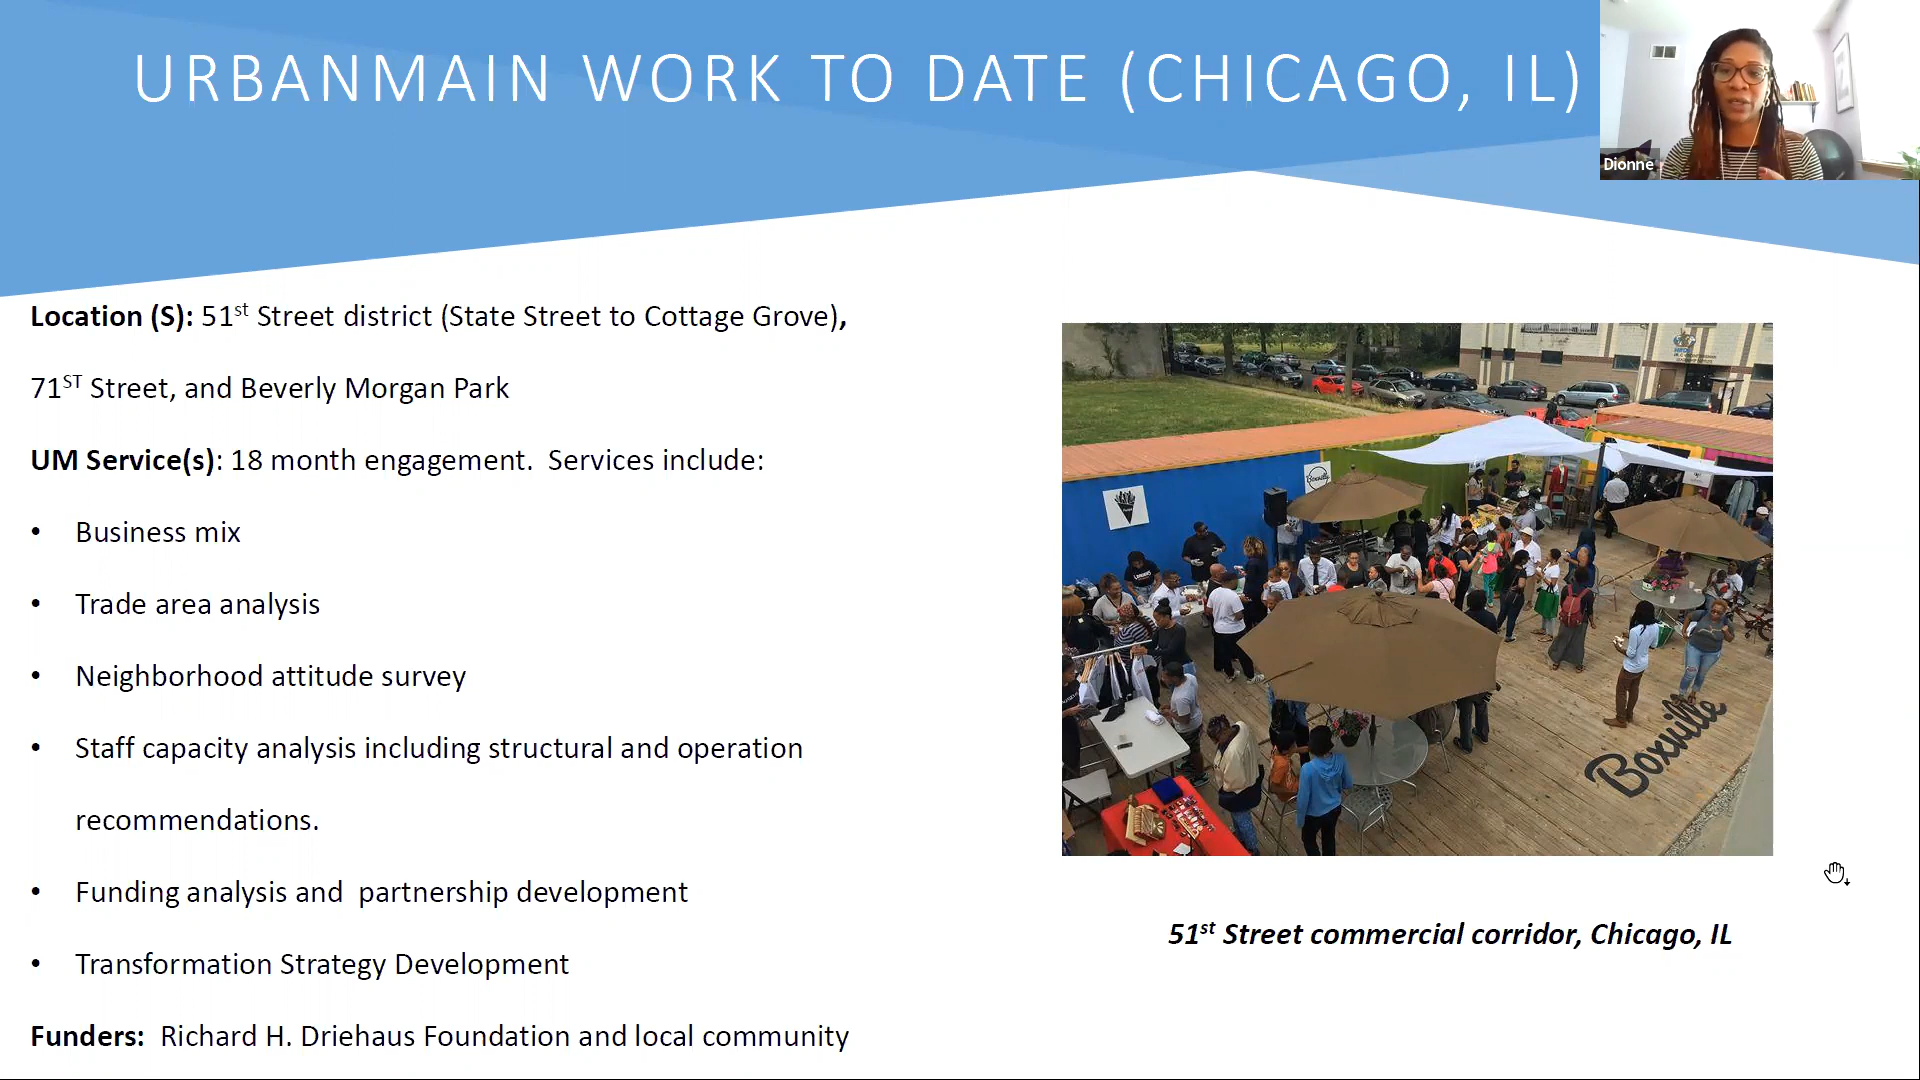 URBANMAIN WORK TO DATE (CHICAGO, IL)
Dionne
Location (S): 51st Street district (State Street to Cottage Grove),
71ST Street, and Beverly Morgan Park
UM Service(s): 18 month engagement.  Services include:
• Business mix
• Trade area analysis
• Neighborhood attitude survey
• Staff capacity analysis including structural and operation
recommendations.
• Funding analysis and  partnership development
• Transformation Strategy Development
Funders:  Richard H. Driehaus Foundation and local community
Boxville
Boxville
51st Street commercial corridor, Chicago, IL